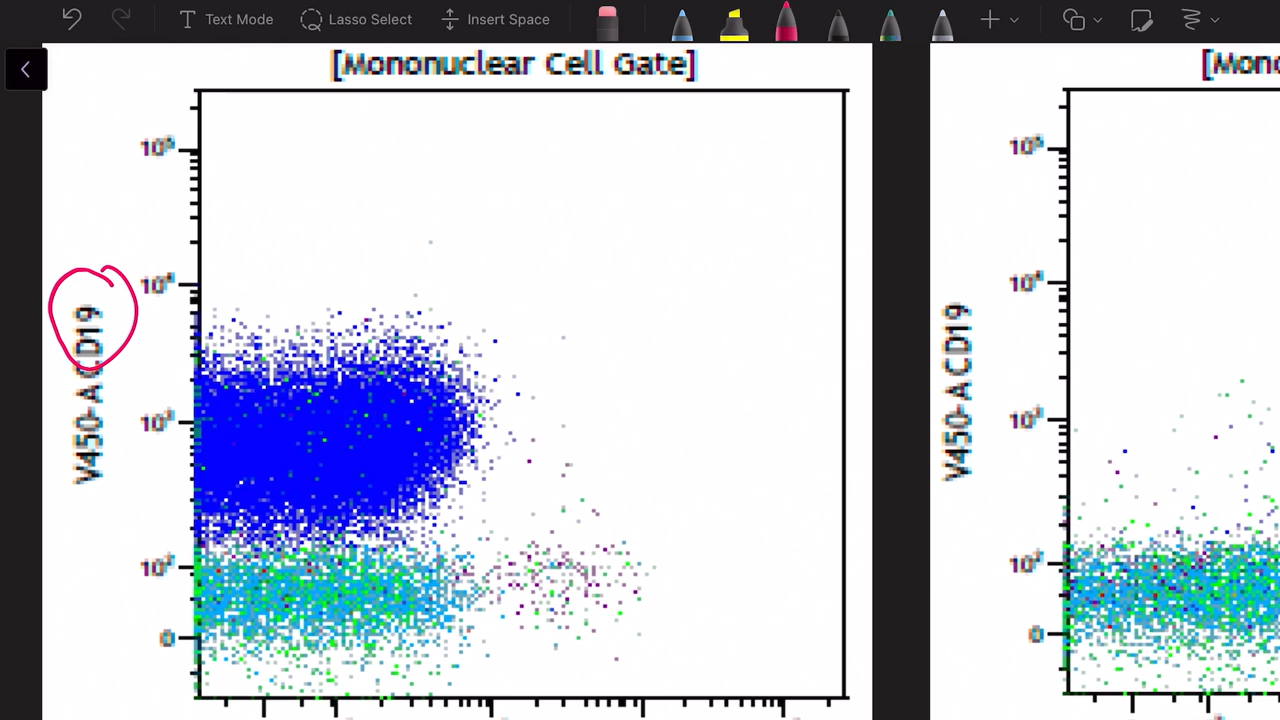 Text Mode
Lasso Select
Insert Space
[Mononuclear Cell Gate]
V450-A CD19
10⁵
10⁴
10³
10²
0
[Mono
V450-A CD19
10⁵
10⁴
10³
10²
0